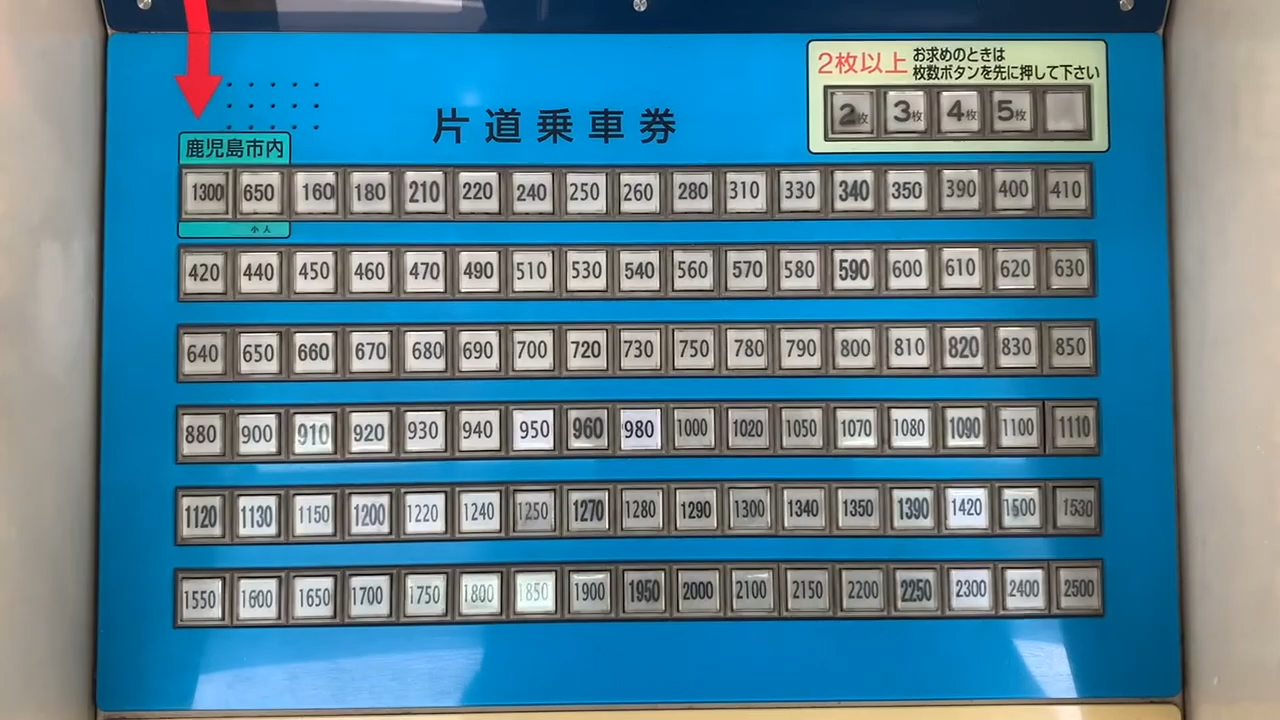 2枚以上 お求めのときは
枚数ボタンを先に押して下さい
2枚 3枚 4枚 5枚
片道乗車券
鹿児島市内
1300 650 160 180 210 220 240 250 260 280 310 330 340 350 390 400 410
小人
420 440 450 460 470 490 510 530 540 560 570 580 590 600 610 620 630
640 650 660 670 680 690 700 720 730 750 780 790 800 810 820 830 850
880 900 910 920 930 940 950 960 980 1000 1020 1050 1070 1080 1090 1100 1110
1120 1130 1150 1200 1220 1240 1250 1270 1280 1290 1300 1340 1350 1390 1420 1500 1530
1550 1600 1650 1700 1750 1800 1850 1900 1950 2000 2100 2150 2200 2250 2300 2400 2500